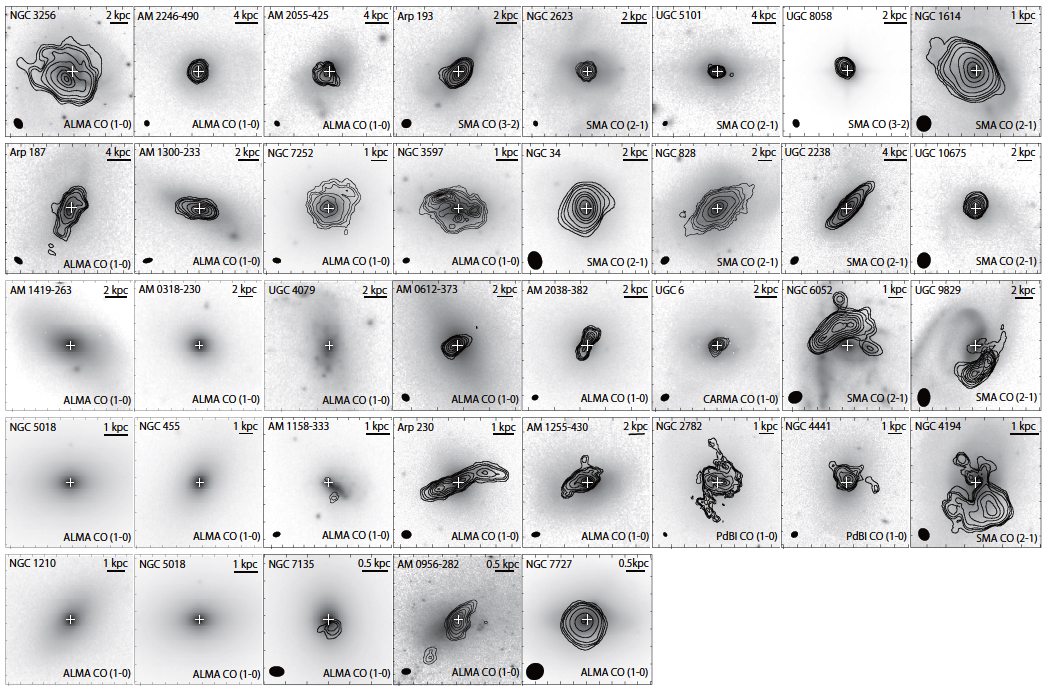 NGC 3256 2 kpc
ALMA CO (1-0)
AM 2246-490 4 kpc
ALMA CO (1-0)
AM 2055-425 4 kpc
ALMA CO (1-0)
Arp 193 2 kpc
SMA CO (3-2)
NGC 2623 2 kpc
SMA CO (2-1)
UGC 5101 4 kpc
SMA CO (2-1)
UGC 8058 2 kpc
SMA CO (3-2)
NGC 1614 1 kpc
SMA CO (2-1)
Arp 187 4 kpc
ALMA CO (1-0)
AM 1300-233 2 kpc
ALMA CO (1-0)
NGC 7252 1 kpc
ALMA CO (1-0)
NGC 3597 1 kpc
ALMA CO (1-0)
NGC 34 2 kpc
SMA CO (2-1)
NGC 828 2 kpc
SMA CO (2-1)
UGC 2238 4 kpc
SMA CO (2-1)
UGC 10675 2 kpc
SMA CO (2-1)
AM 1419-263 2 kpc
ALMA CO (1-0)
AM 0318-230 2 kpc
ALMA CO (1-0)
UGC 4079 2 kpc
ALMA CO (1-0)
AM 0612-373 2 kpc
ALMA CO (1-0)
AM 2038-382 2 kpc
ALMA CO (1-0)
UGC 6 2 kpc
CARMA CO (1-0)
NGC 6052 1 kpc
SMA CO (2-1)
UGC 9829 2 kpc
SMA CO (2-1)
NGC 5018 1 kpc
ALMA CO (1-0)
NGC 455 1 kpc
ALMA CO (1-0)
AM 1158-333 1 kpc
ALMA CO (1-0)
Arp 230 1 kpc
ALMA CO (1-0)
AM 1255-430 2 kpc
ALMA CO (1-0)
NGC 2782 1 kpc
PdBI CO (1-0)
NGC 4441 1 kpc
PdBI CO (1-0)
NGC 4194 1 kpc
SMA CO (2-1)
NGC 1210 1 kpc
ALMA CO (1-0)
NGC 5018 1 kpc
ALMA CO (1-0)
NGC 7135 0.5 kpc
ALMA CO (1-0)
AM 0956-282 0.5 kpc
ALMA CO (1-0)
NGC 7727 0.5kpc
ALMA CO (1-0)